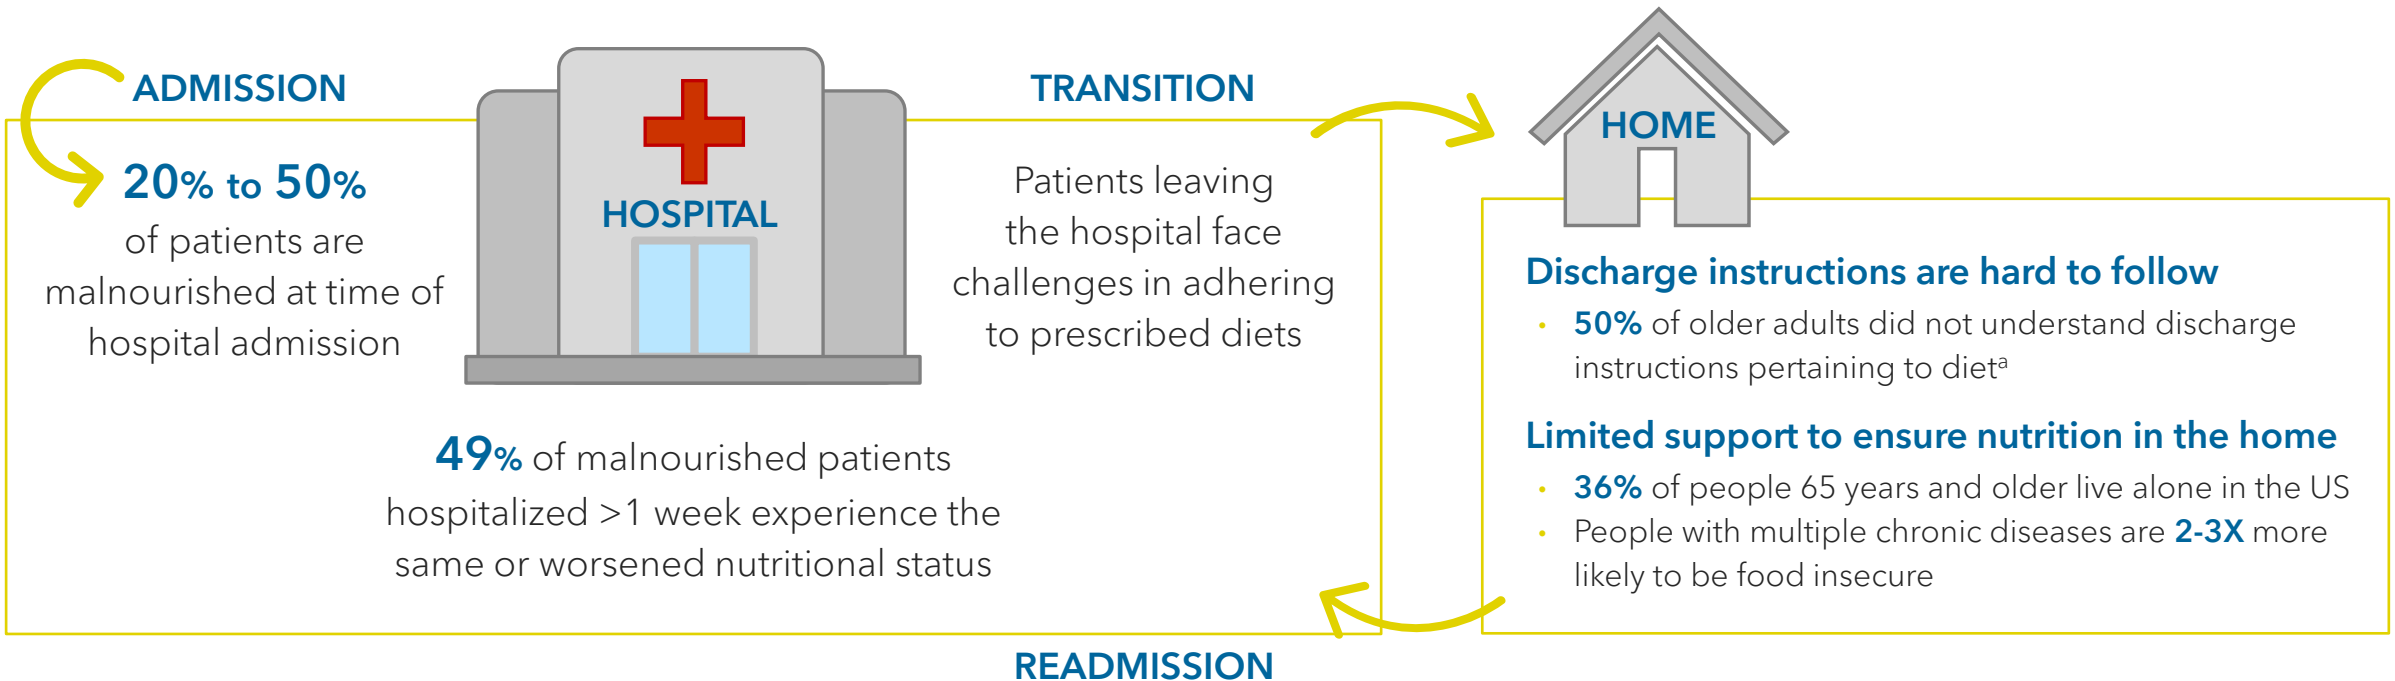 ADMISSION
20% to 50%
of patients are
malnourished at time of
hospital admission
HOSPITAL
49% of malnourished patients
hospitalized >1 week experience the
same or worsened nutritional status
TRANSITION
Patients leaving
the hospital face
challenges in adhering
to prescribed diets
HOME
Discharge instructions are hard to follow
• 50% of older adults did not understand discharge
instructions pertaining to dietᵃ
Limited support to ensure nutrition in the home
• 36% of people 65 years and older live alone in the US
• People with multiple chronic diseases are 2-3X more
likely to be food insecure
READMISSION